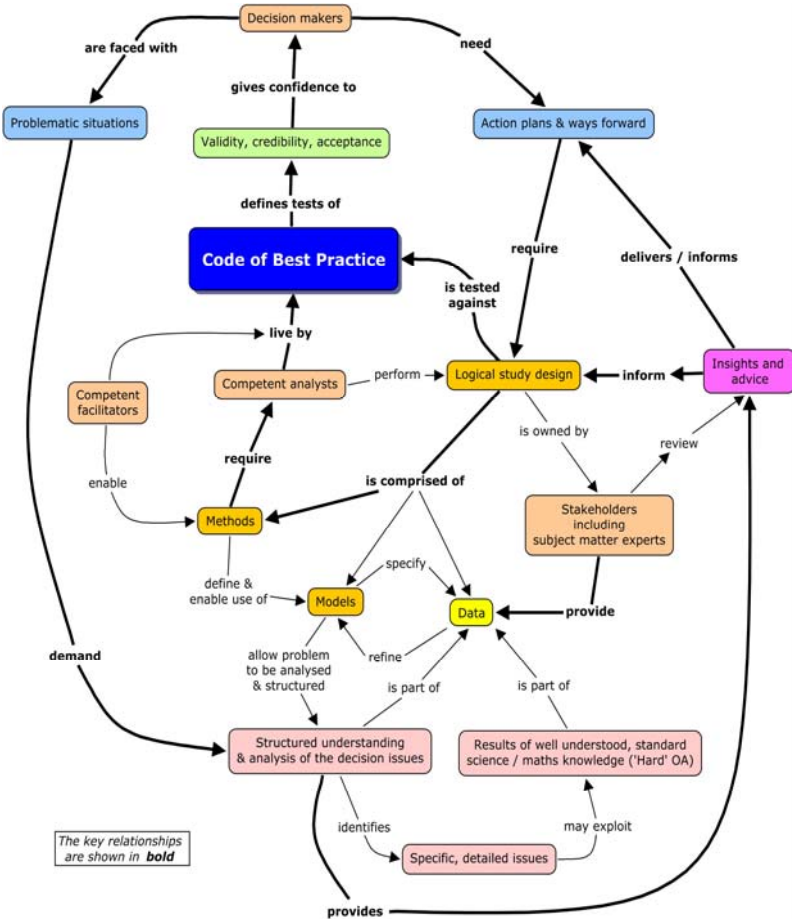 Decision makers
are faced with
need
gives confidence to
Problematic situations
Action plans & ways forward
Validity, credibility, acceptance
defines tests of
Code of Best Practice
require
delivers / informs
is tested
against
live by
Competent
facilitators
Competent analysts
perform
Logical study design
inform
Insights and
advice
is owned by
review
require
enable
is comprised of
Methods
Stakeholders
including
subject matter experts
define &
enable use of
specify
Models
Data
provide
demand
allow problem
to be analysed
& structured
refine
is part of
is part of
Structured understanding
& analysis of the decision issues
Results of well understood, standard
science / maths knowledge ('Hard' OA)
identifies
may exploit
The key relationships
are shown in bold
Specific, detailed issues
provides